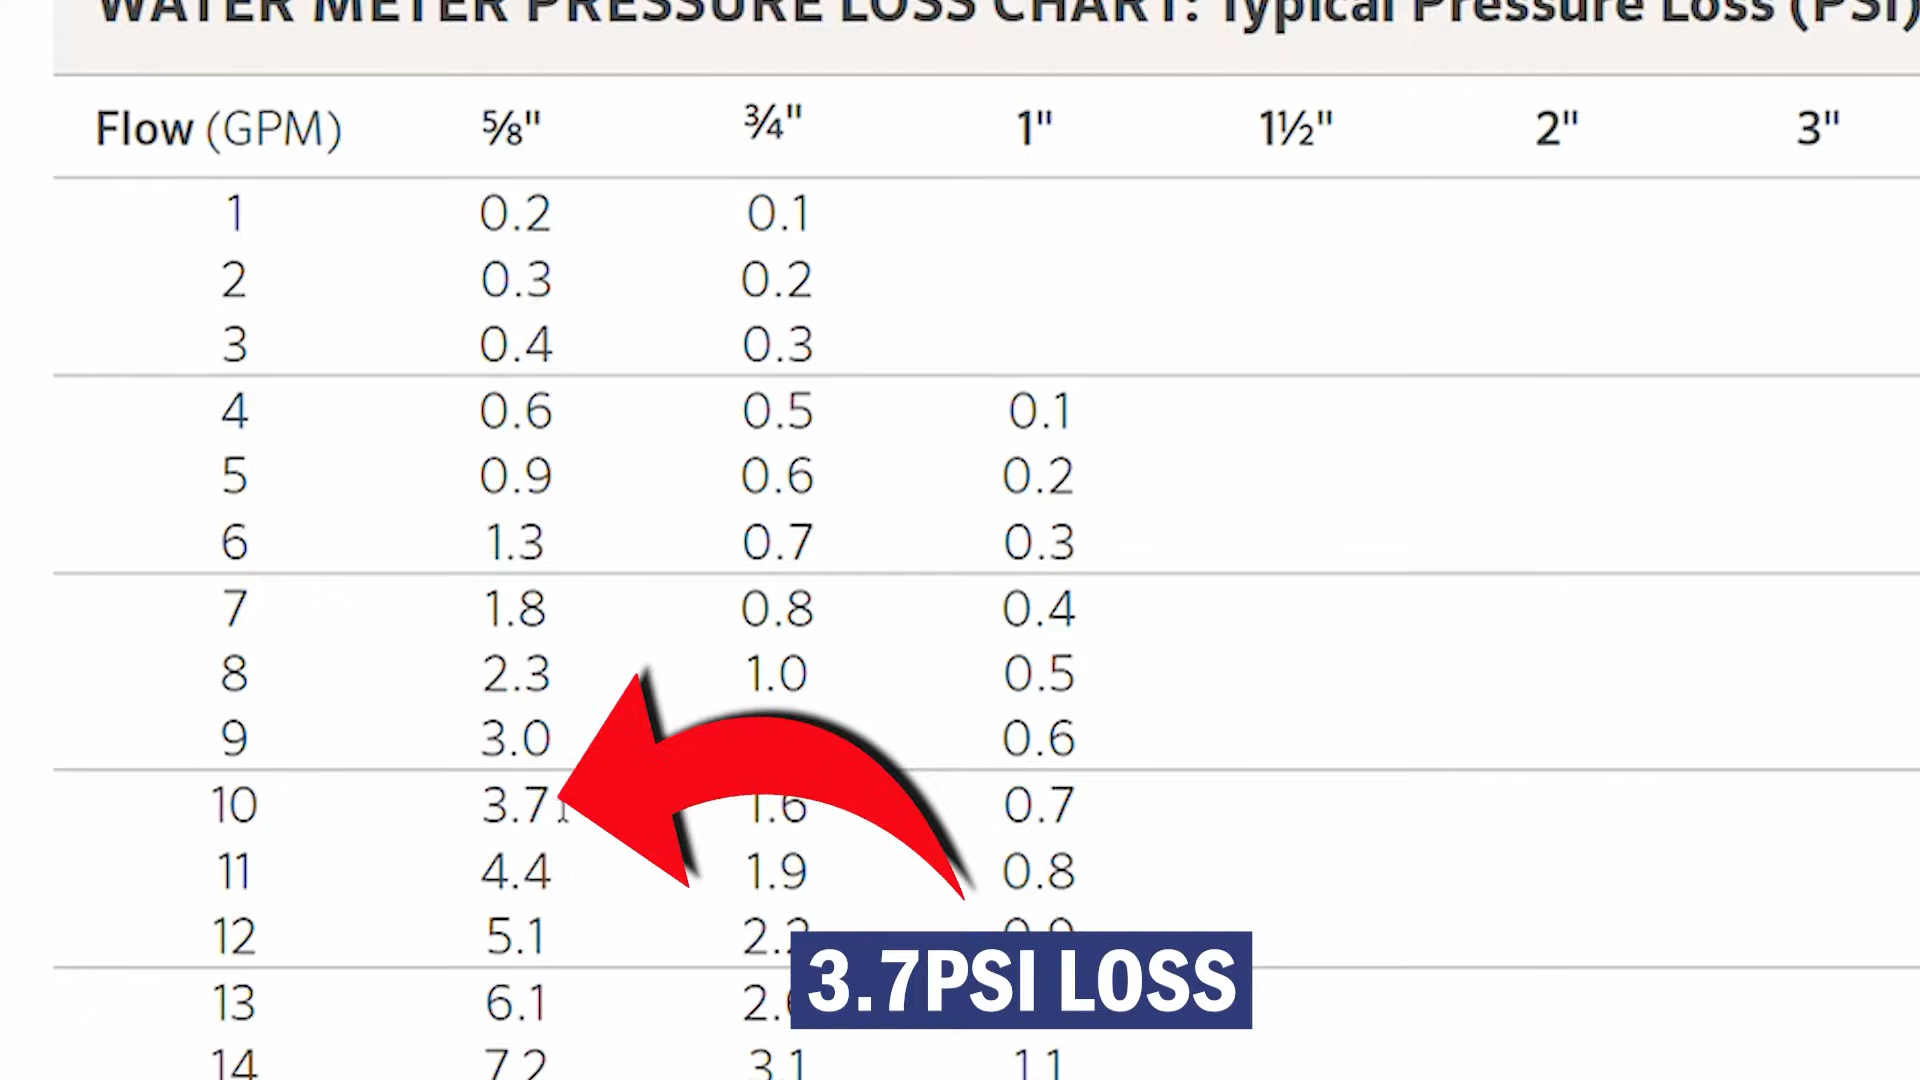 WATER METER PRESSURE LOSS CHART: Typical Pressure Loss (PSI)
Flow (GPM) ⅝" ¾" 1" 1½" 2" 3"
1 0.2 0.1
2 0.3 0.2
3 0.4 0.3
4 0.6 0.5 0.1
5 0.9 0.6 0.2
6 1.3 0.7 0.3
7 1.8 0.8 0.4
8 2.3 1.0 0.5
9 3.0 0.6
10 3.7 1.6 0.7
11 4.4 1.9 0.8
12 5.1
13 6.1
14 7.2 3.1 1.1
3.7PSI LOSS